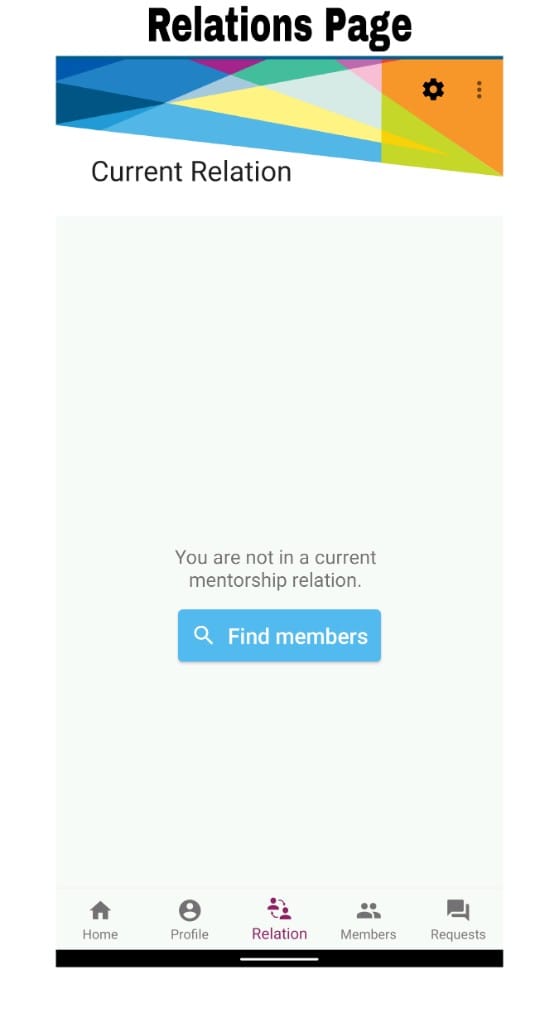 Relations Page
Current Relation
You are not in a current
mentorship relation.
Find members
Home
Profile
Relation
Members
Requests